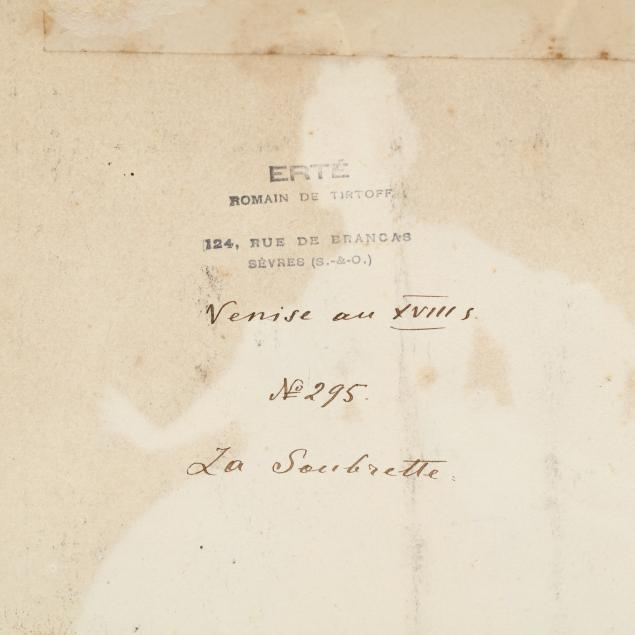 ERTÉ
ROMAIN DE TIRTOFF
124, RUE DE BRANCAS
SÈVRES (S.-&-O.)
Venise au XVIII s.
№ 295.
La Soubrette.